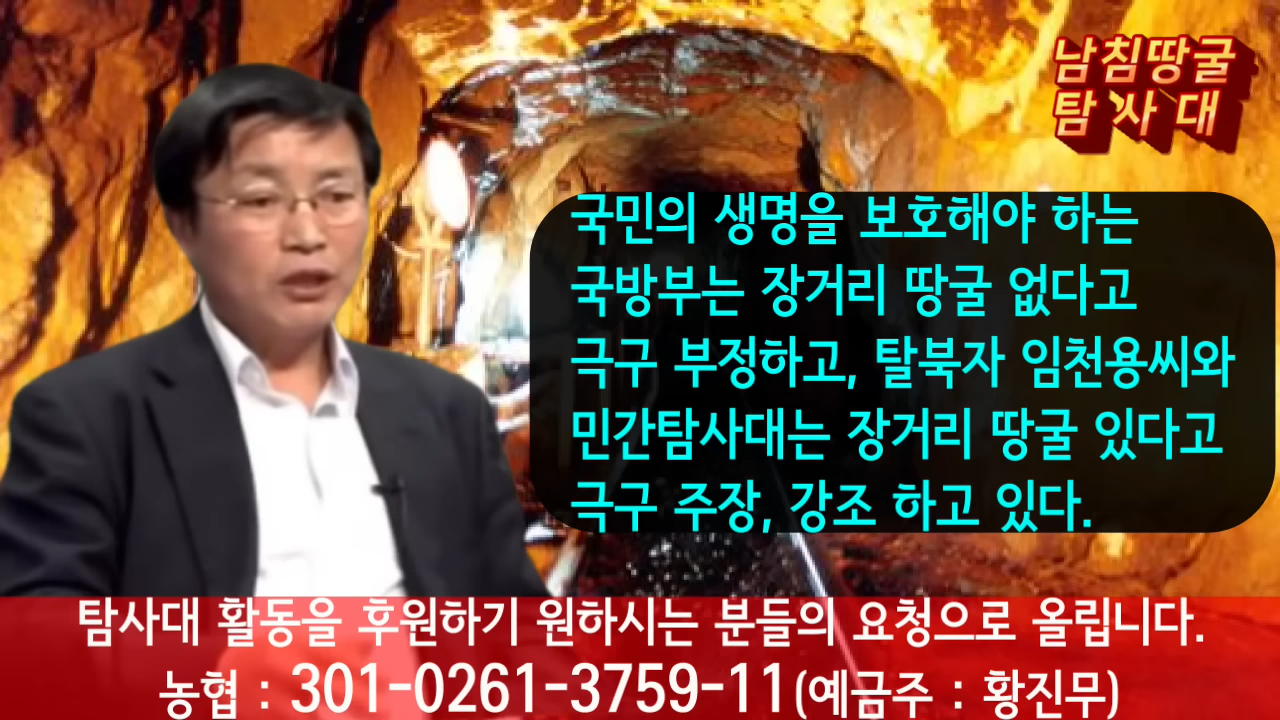 남침땅굴
탐사대
국민의 생명을 보호해야 하는
국방부는 장거리 땅굴 없다고
극구 부정하고, 탈북자 임천용씨와
민간탐사대는 장거리 땅굴 있다고
극구 주장, 강조 하고 있다.
탐사대 활동을 후원하기 원하시는 분들의 요청으로 올립니다.
농협 : 301-0261-3759-11(예금주 : 황진무)